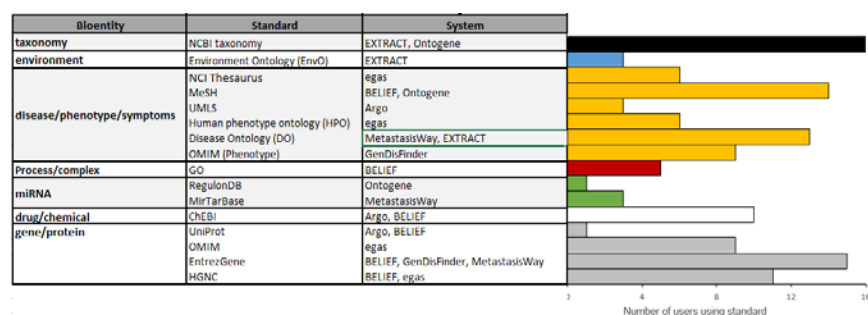 Bioentity Standard System
taxonomy NCBI taxonomy EXTRACT, Ontogene
environment Environment Ontology (EnvO) EXTRACT
disease/phenotype/symptoms NCI Thesaurus egas
MeSH BELIEF, Ontogene
UMLS Argo
Human phenotype ontology (HPO) egas
Disease Ontology (DO) MetastasisWay, EXTRACT
OMIM (Phenotype) GenDisFinder
Process/complex GO BELIEF
miRNA RegulonDB Ontogene
MirTarBase MetastasisWay
drug/chemical ChEBI Argo, BELIEF
gene/protein UniProt Argo, BELIEF
OMIM egas
EntrezGene BELIEF, GenDisFinder, MetastasisWay
HGNC BELIEF, egas
0 4 8 12 16
Number of users using standard